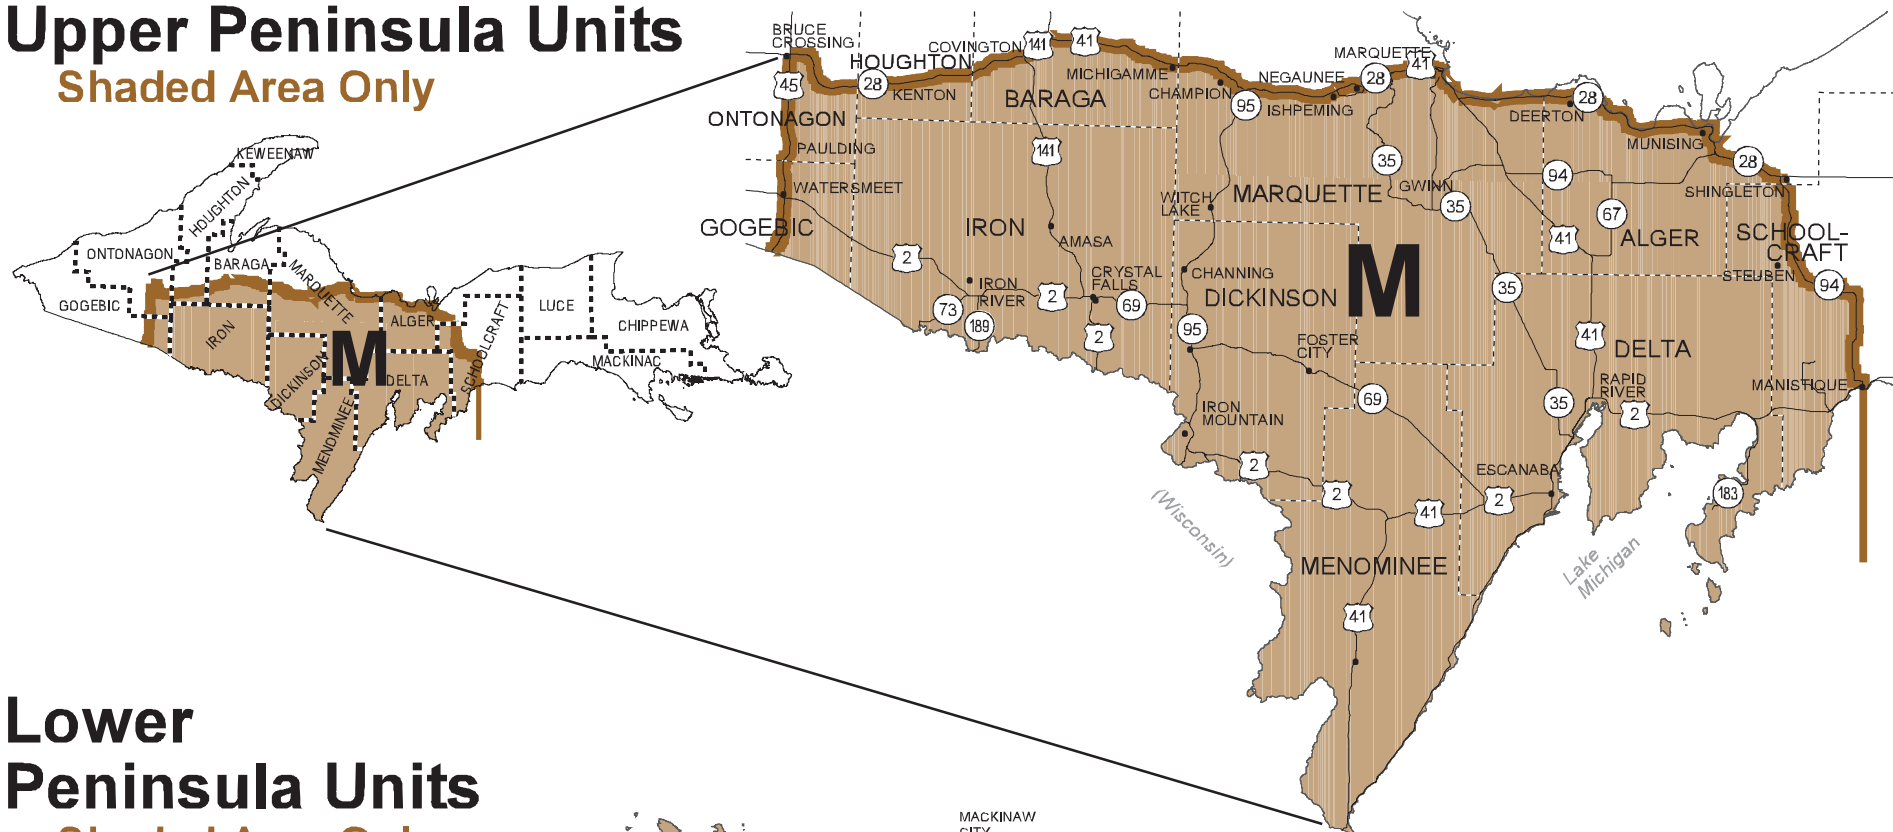 Upper Peninsula Units
Shaded Area Only
KEWEENAW
HOUGHTON
ONTONAGON
BARAGA
MARQUETTE
GOGEBIC
IRON
ALGER
LUCE
CHIPPEWA
SCHOOLCRAFT
MACKINAC
DICKINSON
M
DELTA
MENOMINEE
BRUCE
CROSSING
COVINGTON
141
41
HOUGHTON
MICHIGAMME
MARQUETTE
41
NEGAUNEE
28
45
28
KENTON
BARAGA
CHAMPION
95
ISHPEMING
28
DEERTON
ONTONAGON
PAULDING
141
MUNISING
35
28
94
WATERSMEET
WITCH
LAKE
MARQUETTE
GWINN
35
SHINGLETON
67
GOGEBIC
IRON
AMASA
41
ALGER
SCHOOL-
CRAFT
2
CRYSTAL
FALLS
CHANNING
STEUBEN
IRON
RIVER
2
69
DICKINSON
M
35
94
73
189
2
95
FOSTER
CITY
41
DELTA
RAPID
RIVER
MANISTIQUE
69
35
2
IRON
MOUNTAIN
2
ESCANABA
2
41
2
183
(Wisconsin)
MENOMINEE
Lake
Michigan
41
Lower
Peninsula Units
Shaded Area Only
MACKINAW
CITY